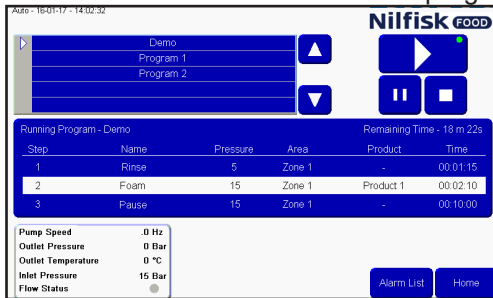 Auto - 16-01-17 - 14:02:32
Nilfisk FOOD
Demo
Program 1
Program 2
Running Program - Demo Remaining Time - 18 m 22s
Step Name Pressure Area Product Time
1 Rinse 5 Zone 1 - 00:01:15
2 Foam 15 Zone 1 Product 1 00:02:10
3 Pause 15 Zone 1 - 00:10:00
Pump Speed .0 Hz
Outlet Pressure 0 Bar
Outlet Temperature 0 °C
Inlet Pressure 15 Bar
Flow Status
Alarm List Home